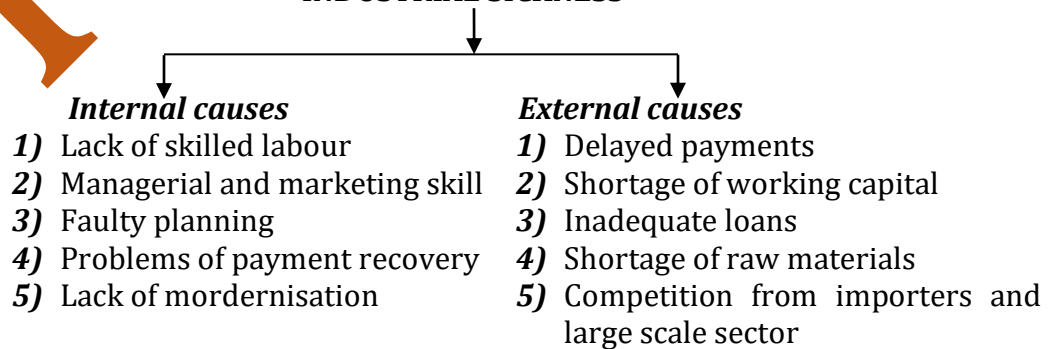 INDUSTRIAL SICKNESS
Internal causes
1) Lack of skilled labour
2) Managerial and marketing skill
3) Faulty planning
4) Problems of payment recovery
5) Lack of mordernisation
External causes
1) Delayed payments
2) Shortage of working capital
3) Inadequate loans
4) Shortage of raw materials
5) Competition from importers and
large scale sector